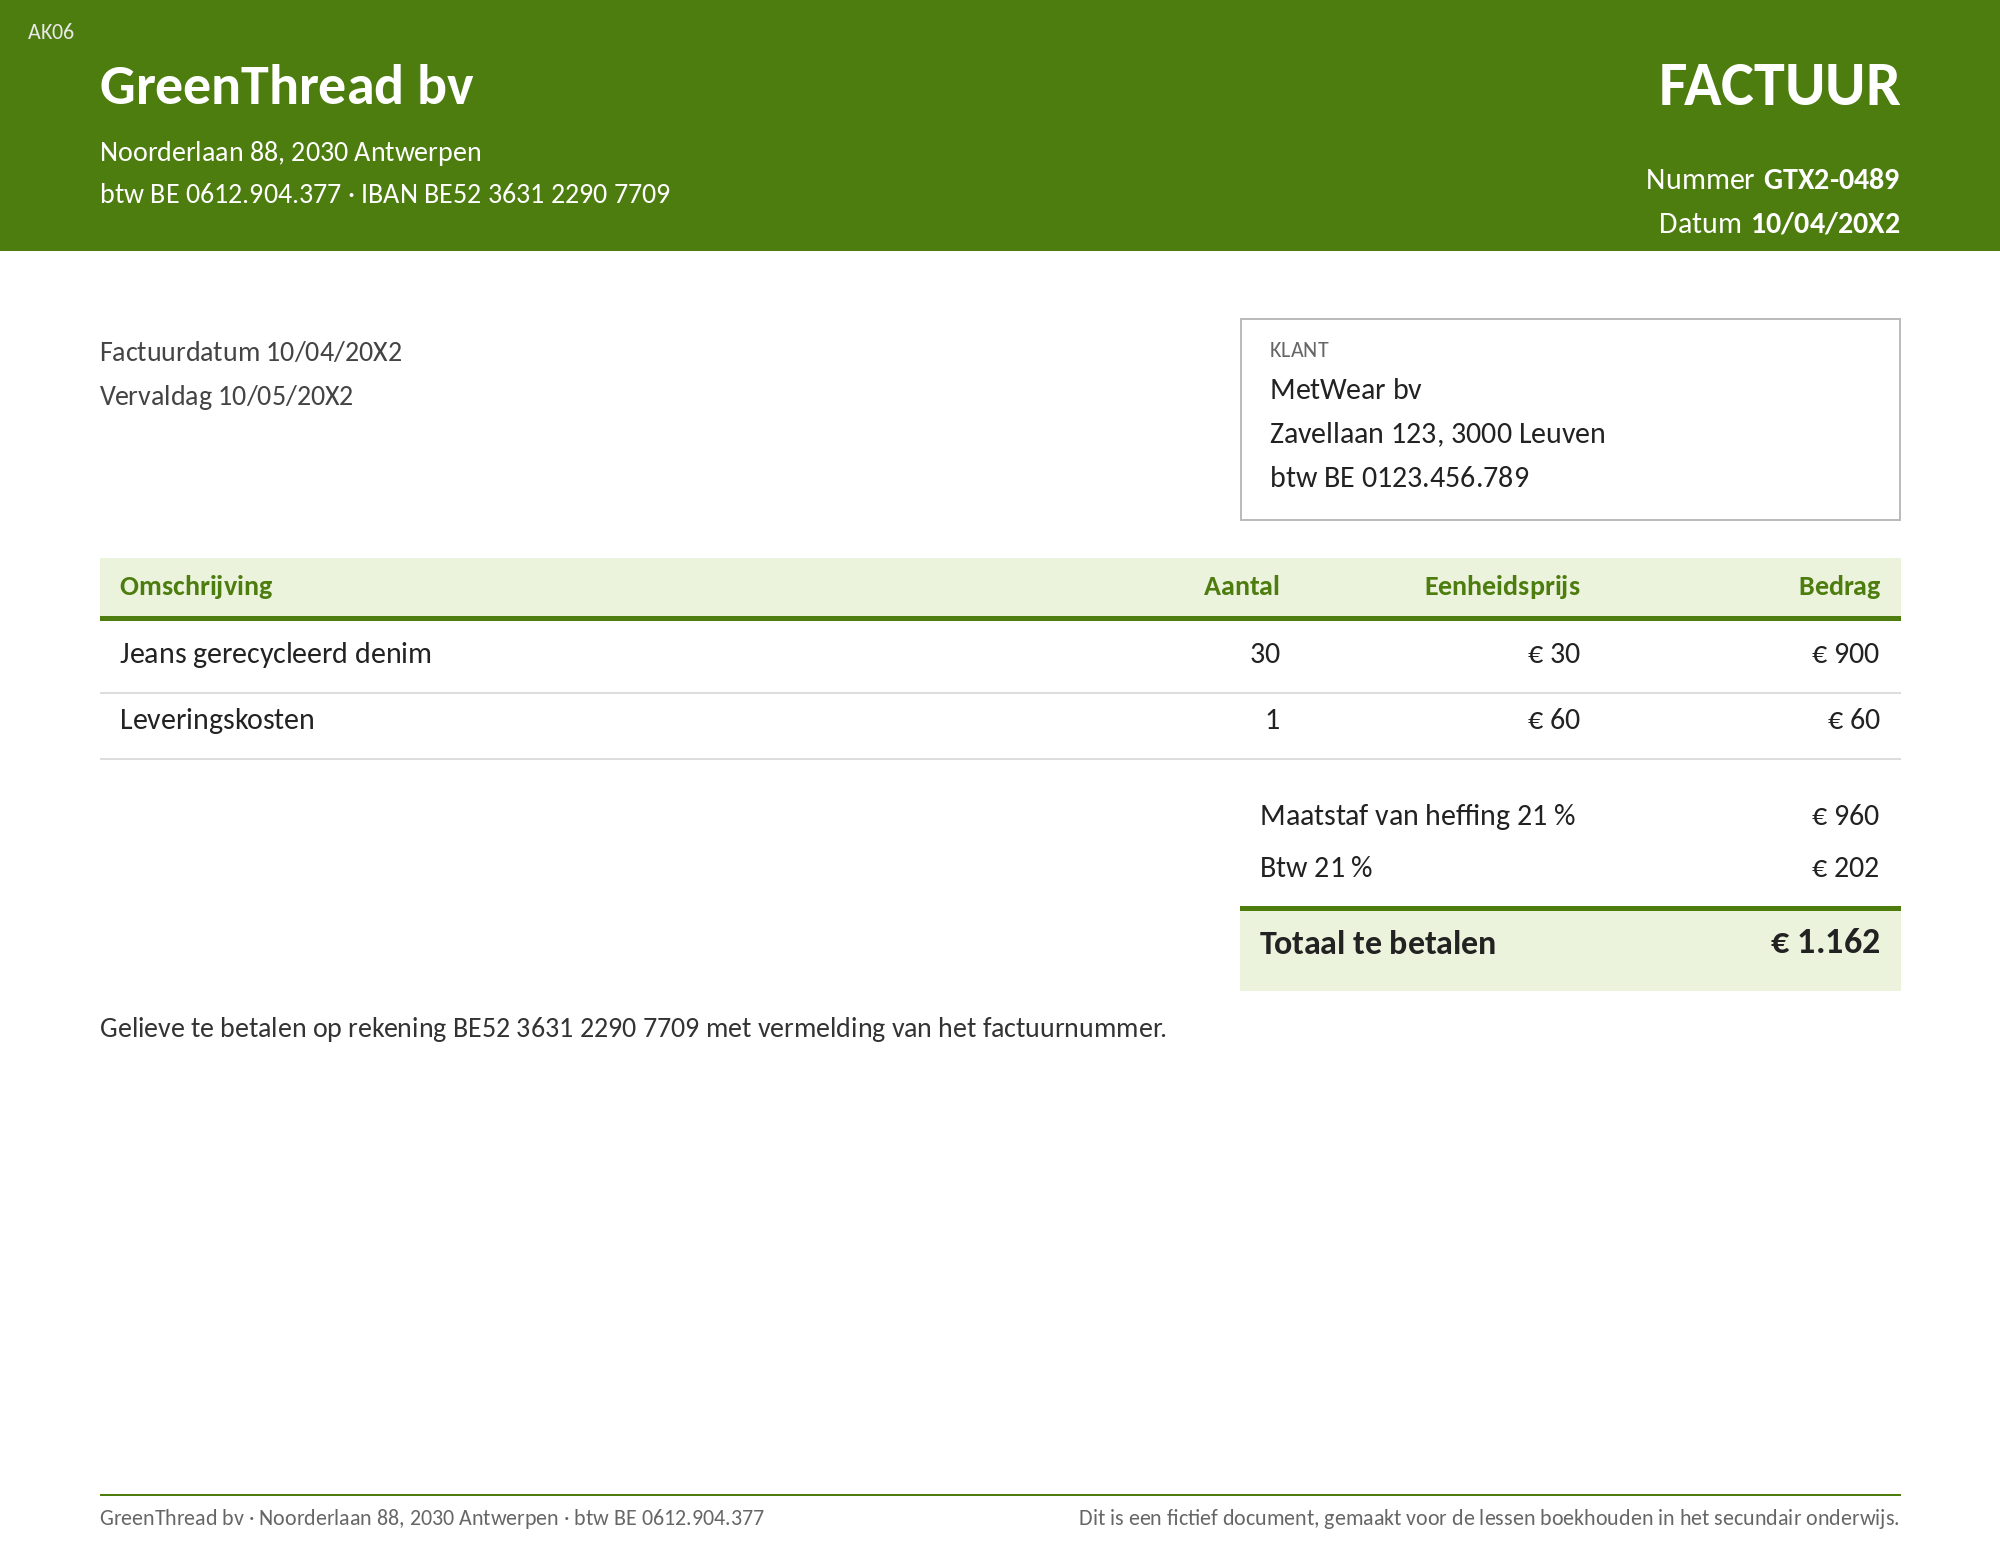 AK06
GreenThread bv
FACTUUR
Noorderlaan 88, 2030 Antwerpen
btw BE 0612.904.377 · IBAN BE52 3631 2290 7709
Nummer GTX2-0489
Datum 10/04/20X2
Factuurdatum 10/04/20X2
Vervaldag 10/05/20X2
KLANT
MetWear bv
Zavellaan 123, 3000 Leuven
btw BE 0123.456.789
Omschrijving Aantal Eenheidsprijs Bedrag
Jeans gerecycleerd denim 30 € 30 € 900
Leveringskosten 1 € 60 € 60
Maatstaf van heffing 21 % € 960
Btw 21 % € 202
Totaal te betalen € 1.162
Gelieve te betalen op rekening BE52 3631 2290 7709 met vermelding van het factuurnummer.
GreenThread bv · Noorderlaan 88, 2030 Antwerpen · btw BE 0612.904.377
Dit is een fictief document, gemaakt voor de lessen boekhouden in het secundair onderwijs.